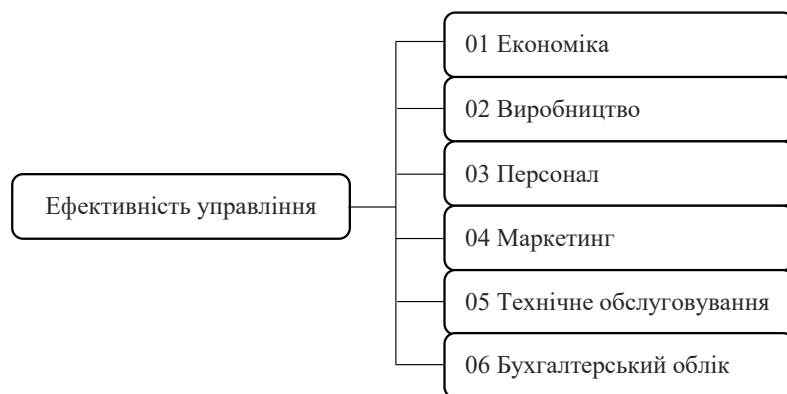 01 Економіка
02 Виробництво
03 Персонал
Ефективність управління
04 Маркетинг
05 Технічне обслуговування
06 Бухгалтерський облік